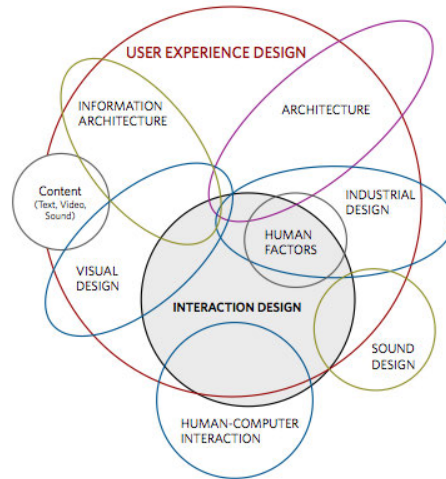 USER EXPERIENCE DESIGN
INFORMATION
ARCHITECTURE
ARCHITECTURE
Content
(Text, Video,
Sound)
INDUSTRIAL
DESIGN
HUMAN
FACTORS
VISUAL
DESIGN
INTERACTION DESIGN
SOUND
DESIGN
HUMAN-COMPUTER
INTERACTION